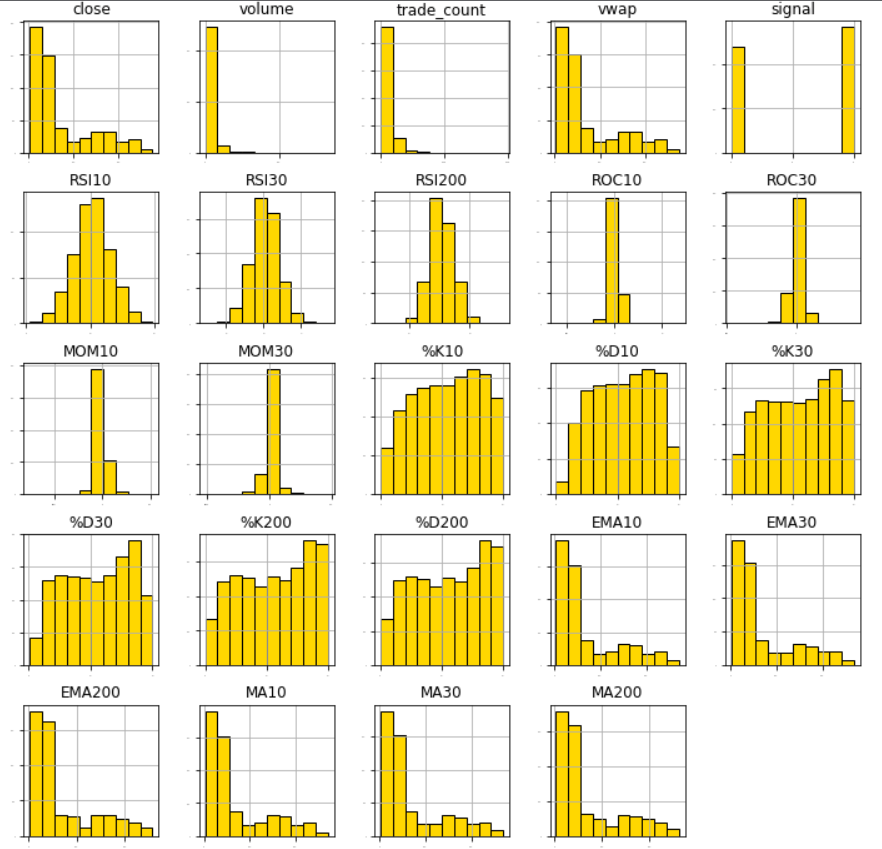 close volume trade_count vwap signal
RSI10 RSI30 RSI200 ROC10 ROC30
MOM10 MOM30 %K10 %D10 %K30
%D30 %K200 %D200 EMA10 EMA30
EMA200 MA10 MA30 MA200